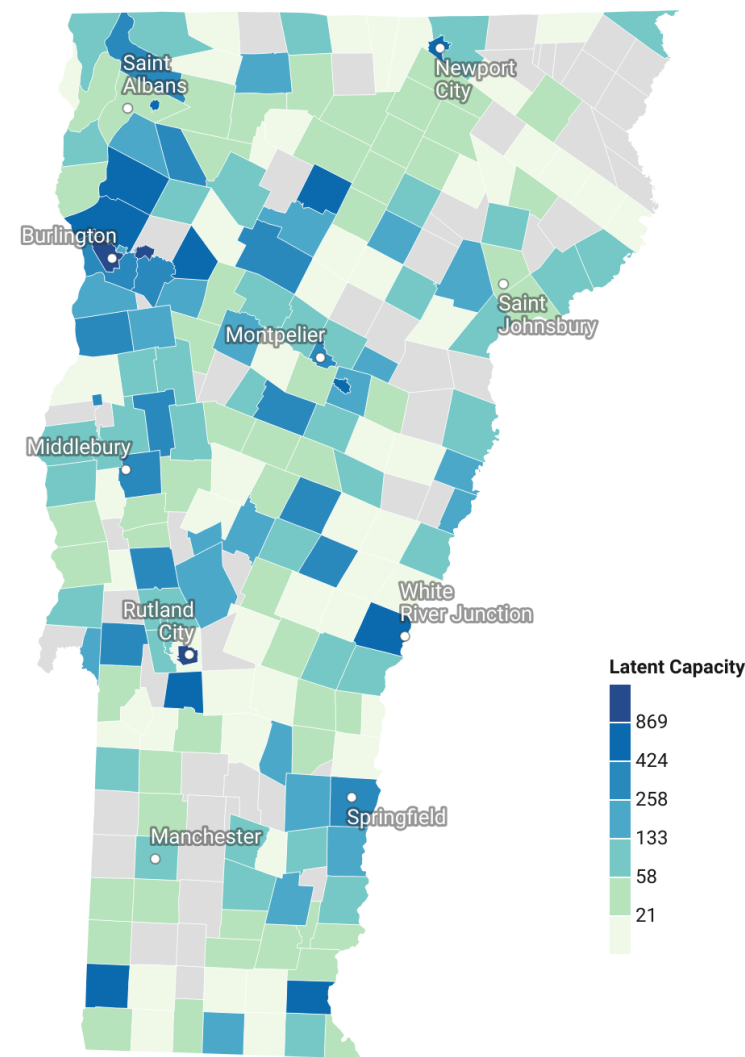 Saint
Albans
Newport
City
Burlington
Saint
Johnsbury
Montpelier
Middlebury
White
River Junction
Rutland
City
Latent Capacity
869
424
258
133
58
21
Springfield
Manchester